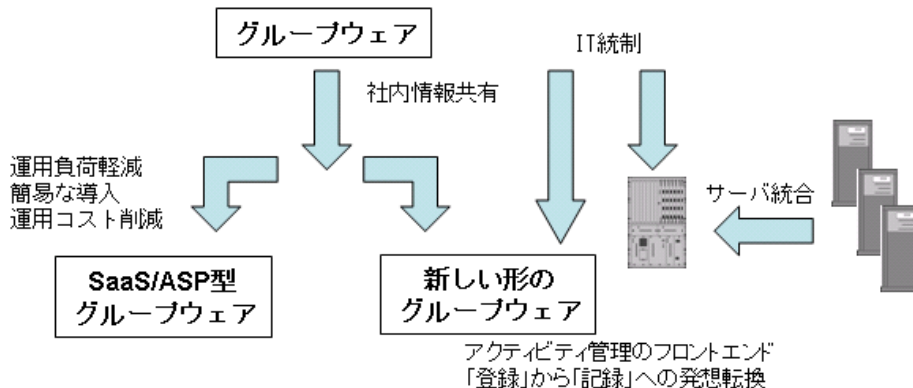 グループウェア
IT統制
社内情報共有
運用負荷軽減
簡易な導入
運用コスト削減
サーバ統合
SaaS/ASP型
グループウェア
新しい形の
グループウェア
アクティビティ管理のフロントエンド
「登録」から「記録」への発想転換